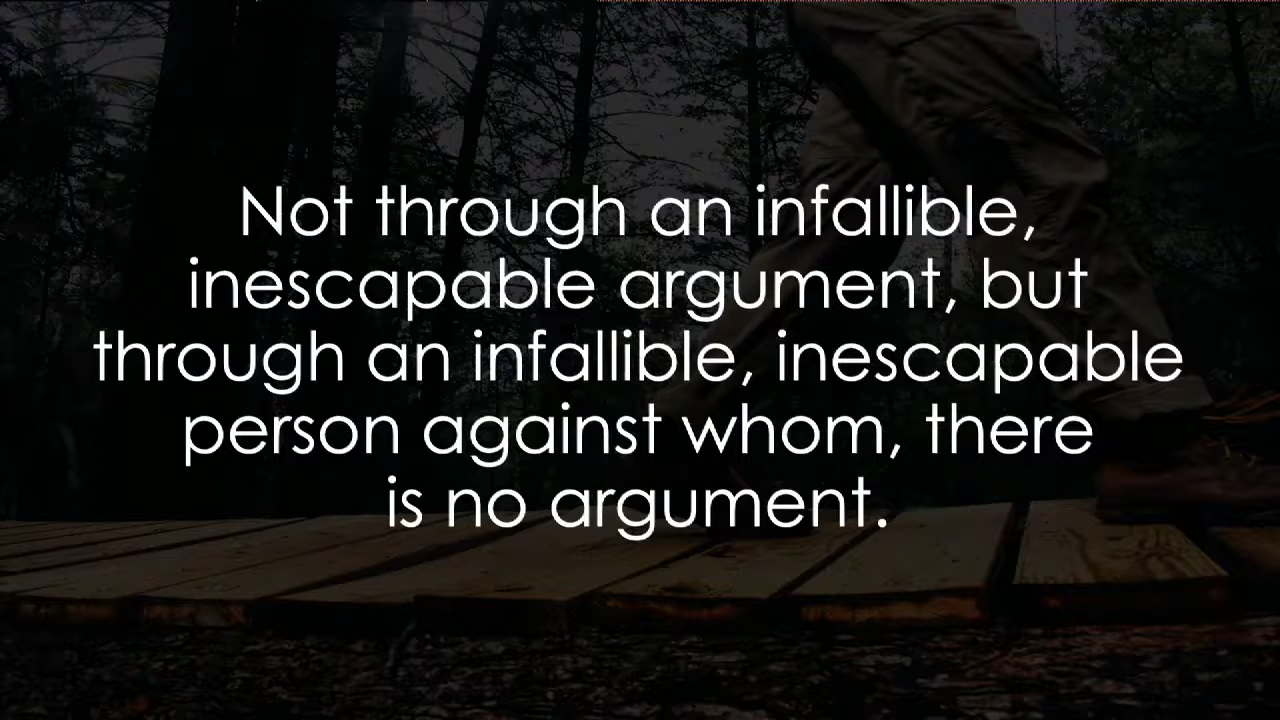 Not through an infallible,
inescapable argument, but
through an infallible, inescapable
person against whom, there
is no argument.